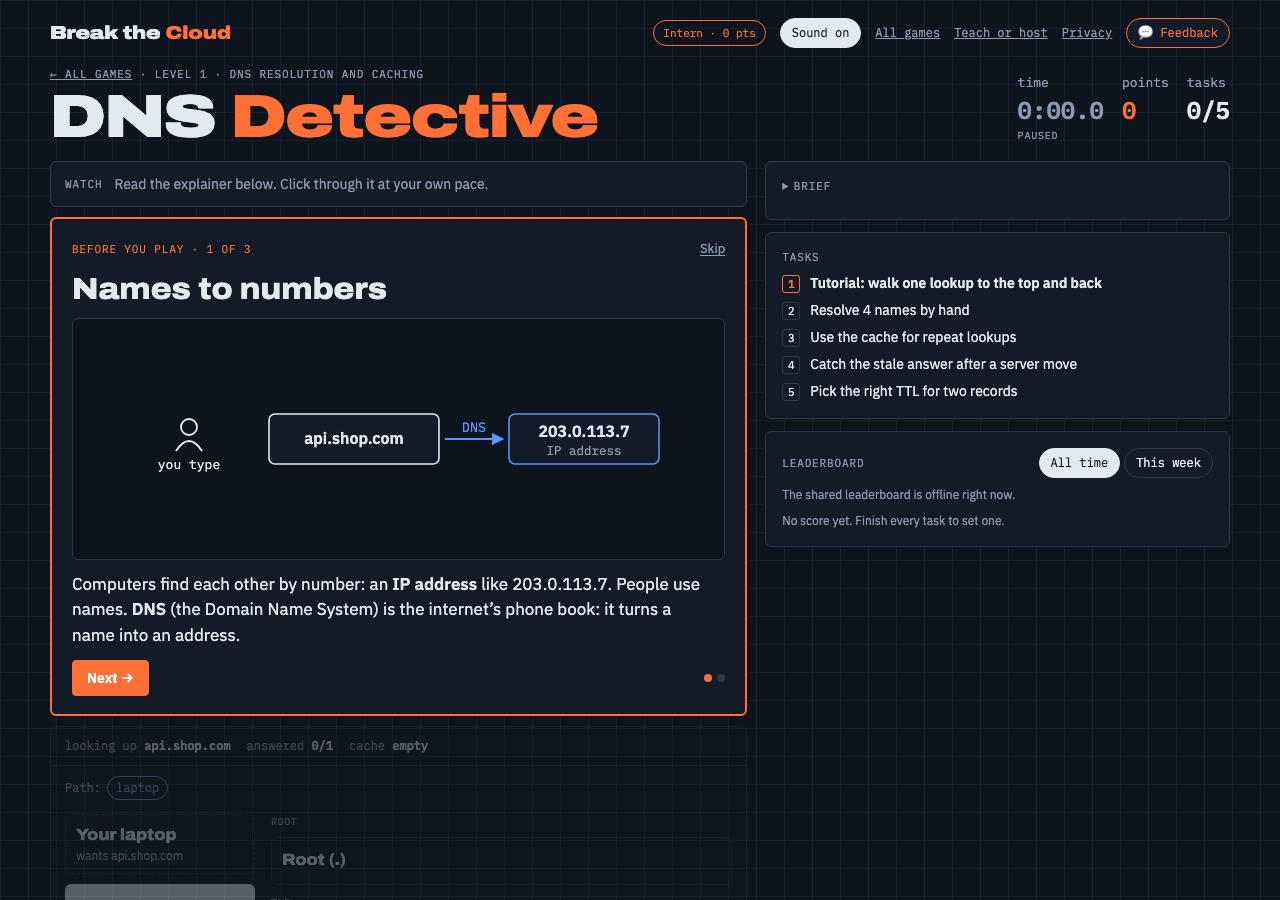 Break the Cloud
Intern · 0 pts
Sound on
All games
Teach or host
Privacy
💬 Feedback
← ALL GAMES · LEVEL 1 · DNS RESOLUTION AND CACHING
DNS Detective
time
0:00.0
PAUSED
points
0
tasks
0/5
WATCH Read the explainer below. Click through it at your own pace.
BEFORE YOU PLAY · 1 OF 3
Skip
Names to numbers
you type
api.shop.com
DNS
203.0.113.7
IP address
Computers find each other by number: an IP address like 203.0.113.7. People use
names. DNS (the Domain Name System) is the internet's phone book: it turns a
name into an address.
Next →
looking up api.shop.com answered 0/1 cache empty
Path: laptop
Your laptop
wants api.shop.com
ROOT
Root (.)
▶ BRIEF
TASKS
1 Tutorial: walk one lookup to the top and back
2 Resolve 4 names by hand
3 Use the cache for repeat lookups
4 Catch the stale answer after a server move
5 Pick the right TTL for two records
LEADERBOARD
All time
This week
The shared leaderboard is offline right now.
No score yet. Finish every task to set one.